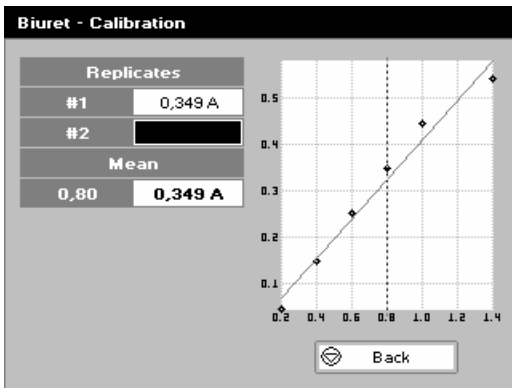 Biuret - Calibration
Replicates
#1 0,349 A
#2
Mean
0,80 0,349 A
0.5
0.4
0.3
0.2
0.1
0.2 0.4 0.6 0.8 1.0 1.2 1.4
Back